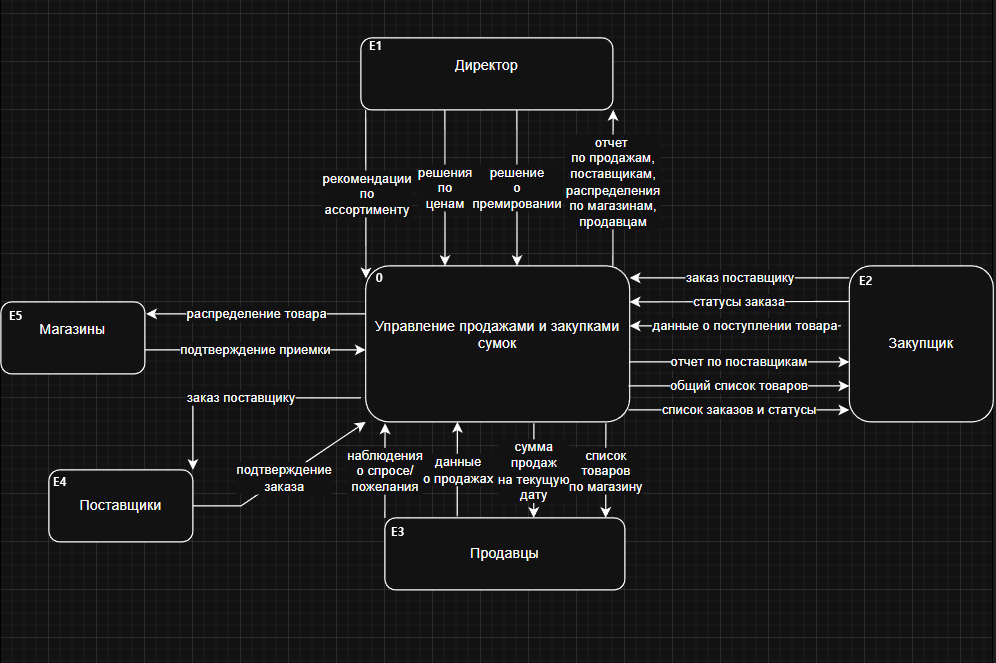 E1
Директор
рекомендации
по
ассортименту
решения
по
ценам
решение
о
премировании
отчет
по продажам,
поставщикам,
распределения
по магазинам,
продавцам
0
Управление продажами и закупками
сумок
E5
Магазины
распределение товара
подтверждение приемки
заказ поставщику
статусы заказа
данные о поступлении товара
отчет по поставщикам
общий список товаров
список заказов и статусы
E2
Закупщик
заказ поставщику
подтверждение
заказа
E4
Поставщики
наблюдения
о спросе/
пожелания
данные
о продажах
сумма
продаж
на текущую
дату
список
товаров
по магазину
E3
Продавцы